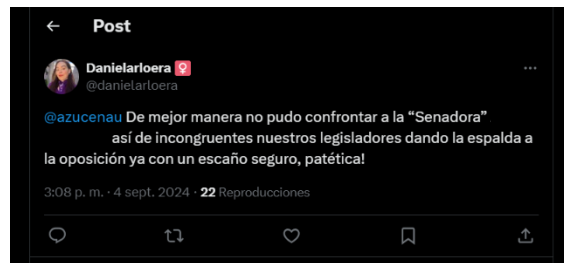 Post
Danielarloera
@danielarloera
@azucenau De mejor manera no pudo confrontar a la “Senadora”
así de incongruentes nuestros legisladores dando la espalda a
la oposición ya con un escaño seguro, patética!
3:08 p. m. · 4 sept. 2024 · 22 Reproducciones